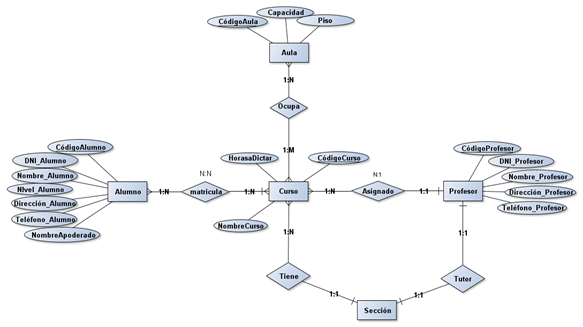 Capacidad
CódigoAula
Piso
Aula
1:N
Ocupa
1:M
CódigoAlumno
DNI_Alumno
Nombre_Alumno
NIvel_Alumno
Dirección_Alumno
Teléfono_Alumno
NombreApoderado
Alumno
1:N
N:N
matrícula
1:N
HorasaDictar
CódigoCurso
Curso
NombreCurso
1:N
N:1
Asignado
1:1
CódigoProfesor
DNI_Profesor
Nombre_Profesor
Dirección_Profesor
Teléfono_Profesor
Profesor
1:N
1:1
Tiene
Tutor
1:1
1:1
Sección